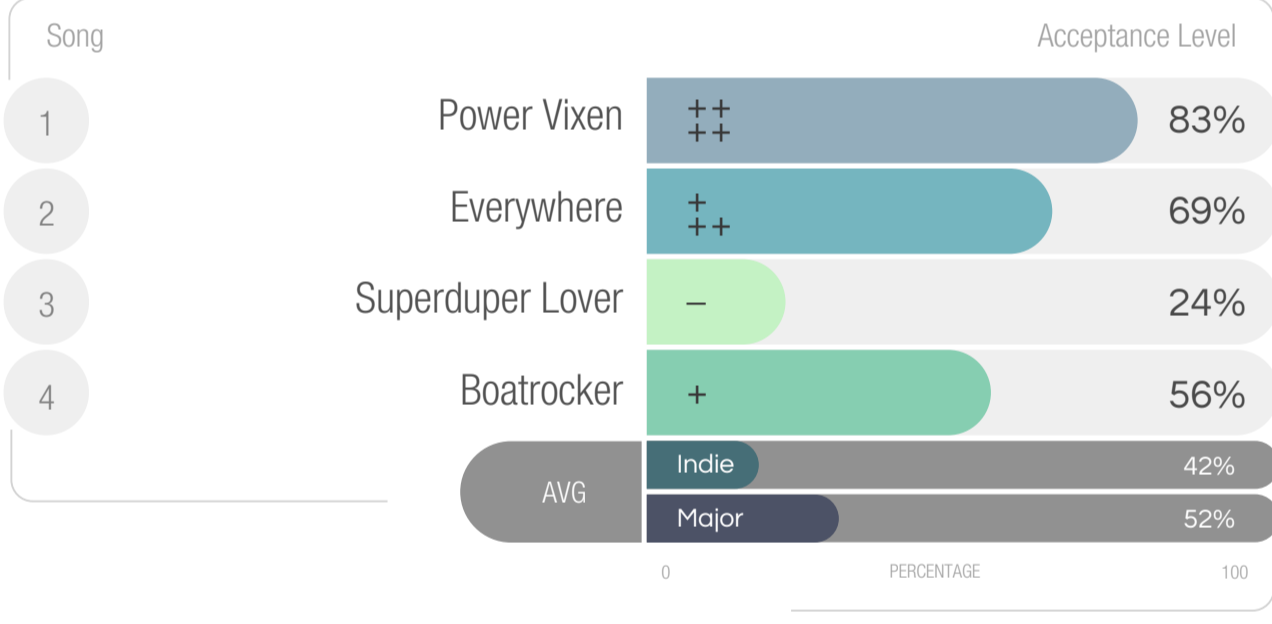 Song Acceptance Level
1 Power Vixen ++ 83%
++
2 Everywhere + 69%
++
3 Superduper Lover – 24%
4 Boatrocker + 56%
AVG
Indie 42%
Major 52%
0 PERCENTAGE 100